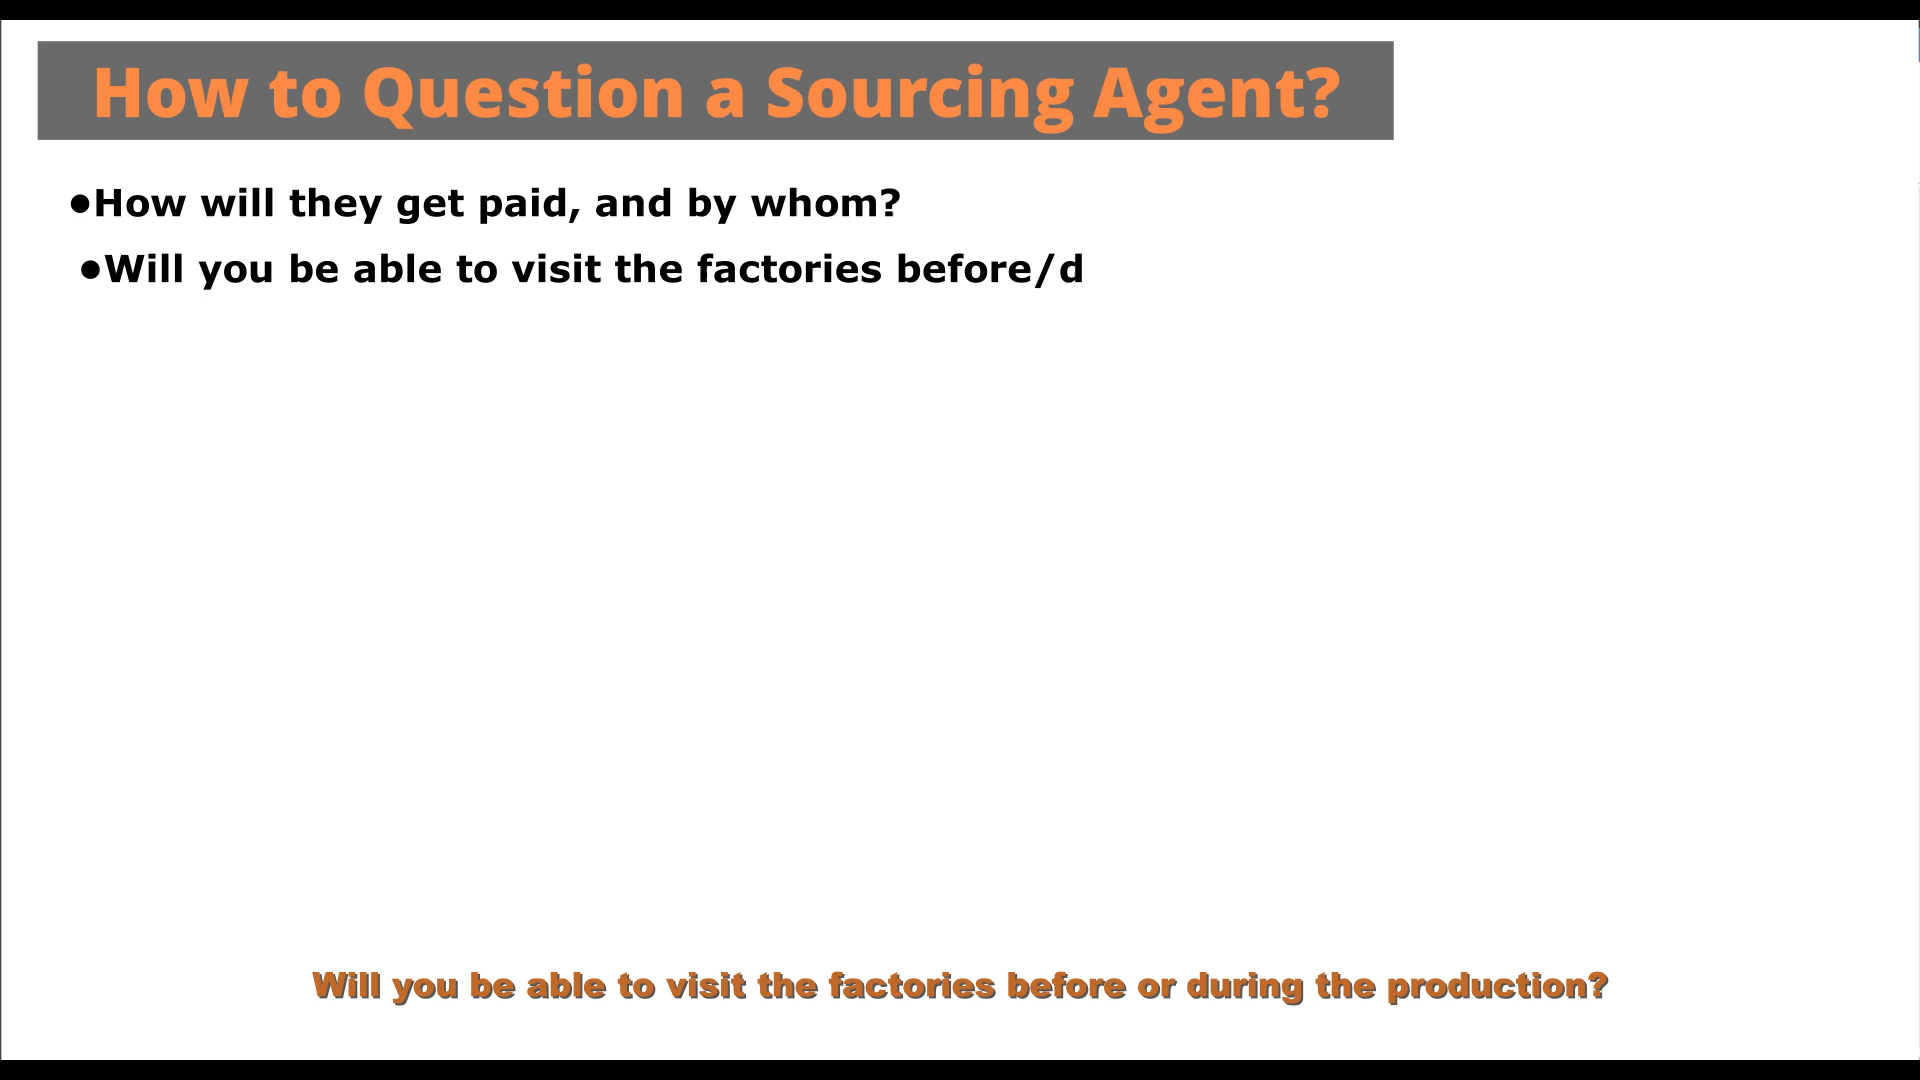 How to Question a Sourcing Agent?
•How will they get paid, and by whom?
•Will you be able to visit the factories before/d
Will you be able to visit the factories before or during the production?